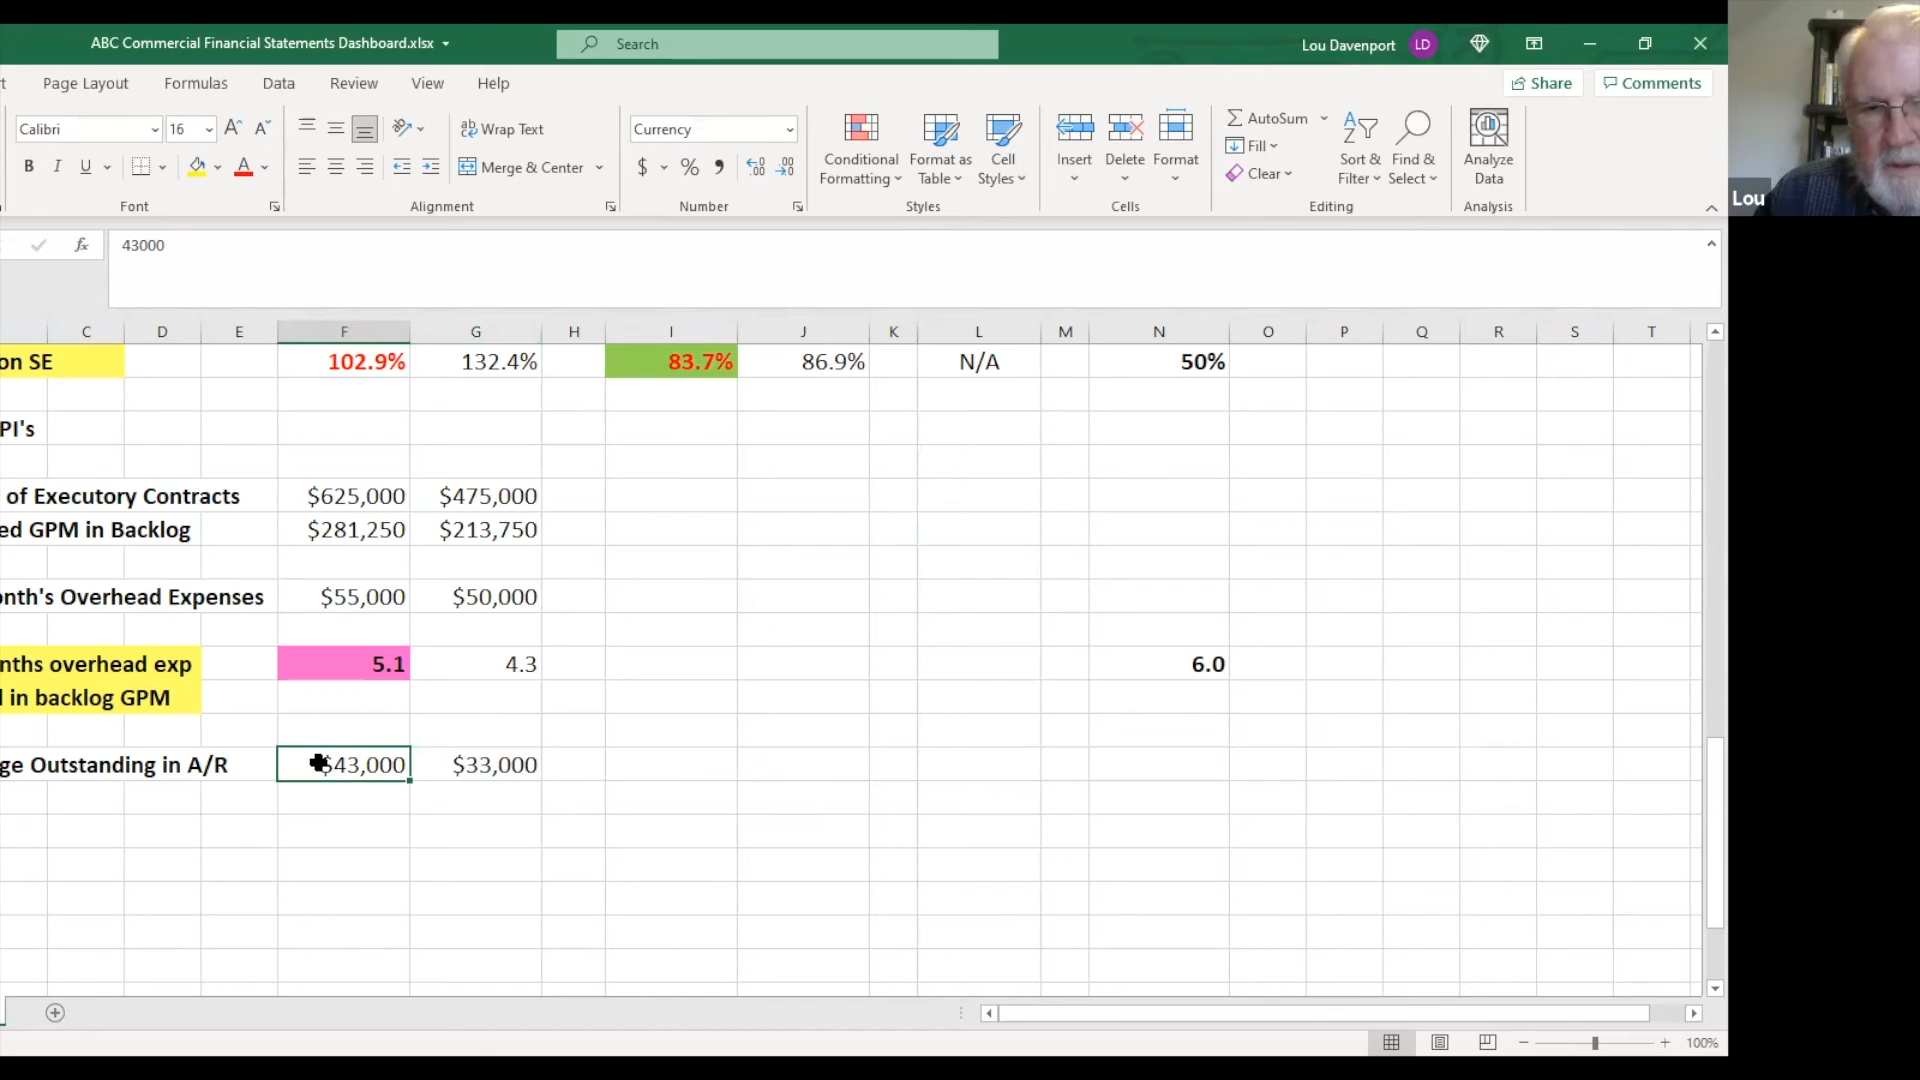 ABC Commercial Financial Statements Dashboard.xlsx
Search
Lou Davenport
LD
Page Layout
Formulas
Data
Review
View
Help
Share
Comments
Calibri
16
Wrap Text
Currency
B I U
Merge & Center
$ % ,
Conditional Formatting
Format as Table
Cell Styles
Insert
Delete
Format
AutoSum
Fill
Clear
Sort & Filter
Find & Select
Analyze Data
Font
Alignment
Number
Styles
Cells
Editing
Analysis
Lou
fx
43000
C D E F G H I J K L M N O P Q R S T
on SE 102.9% 132.4% 83.7% 86.9% N/A 50%
PI's
of Executory Contracts $625,000 $475,000
ed GPM in Backlog $281,250 $213,750
onth's Overhead Expenses $55,000 $50,000
nths overhead exp 5.1 4.3 6.0
in backlog GPM
ge Outstanding in A/R $43,000 $33,000
100%